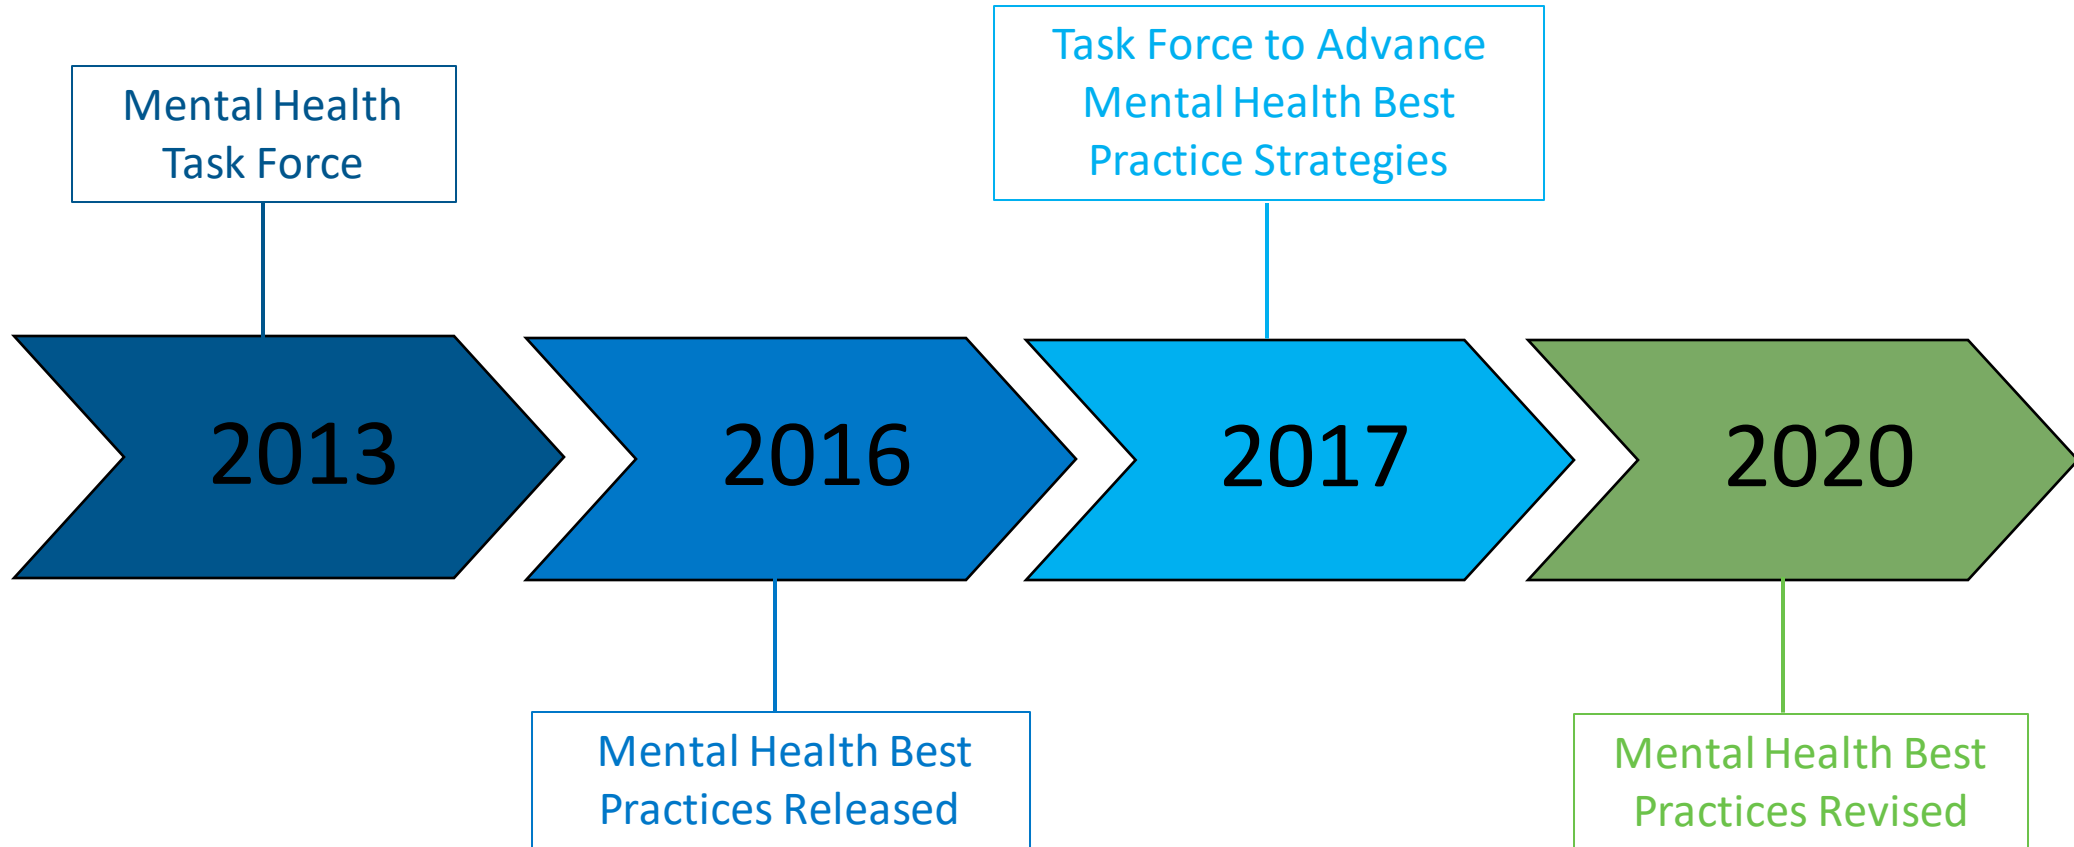 Mental Health
Task Force
Task Force to Advance
Mental Health Best
Practice Strategies
2013
2016
2017
2020
Mental Health Best
Practices Released
Mental Health Best
Practices Revised